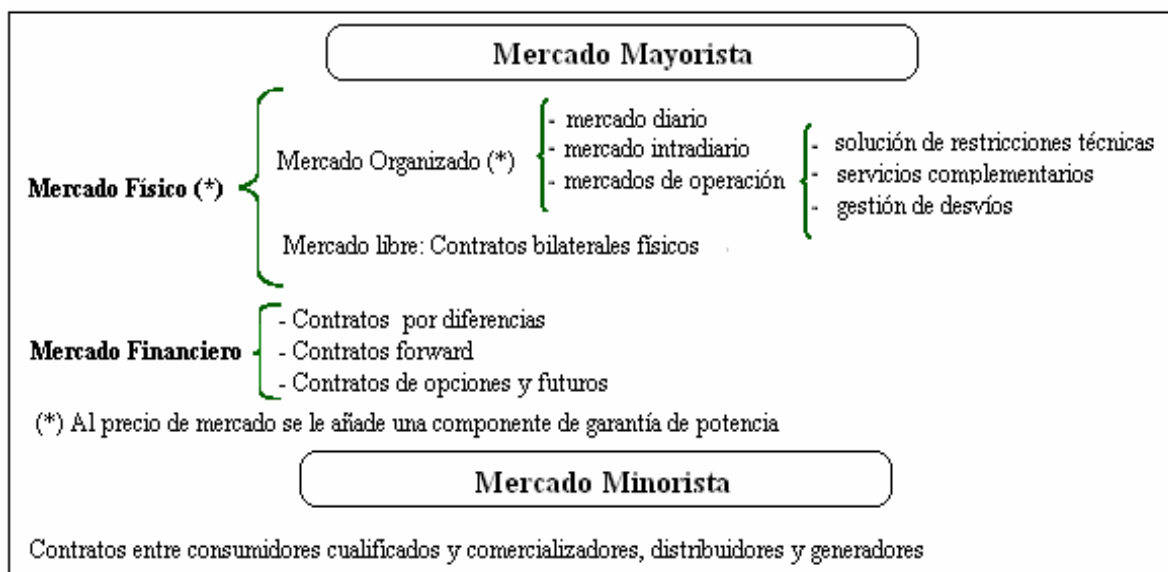 Mercado Mayorista
Mercado Físico (*)
Mercado Organizado (*)
- mercado diario
- mercado intradiario
- mercados de operación
- solución de restricciones técnicas
- servicios complementarios
- gestión de desvíos
Mercado libre: Contratos bilaterales físicos
Mercado Financiero
- Contratos por diferencias
- Contratos forward
- Contratos de opciones y futuros
(*) Al precio de mercado se le añade una componente de garantía de potencia
Mercado Minorista
Contratos entre consumidores cualificados y comercializadores, distribuidores y generadores